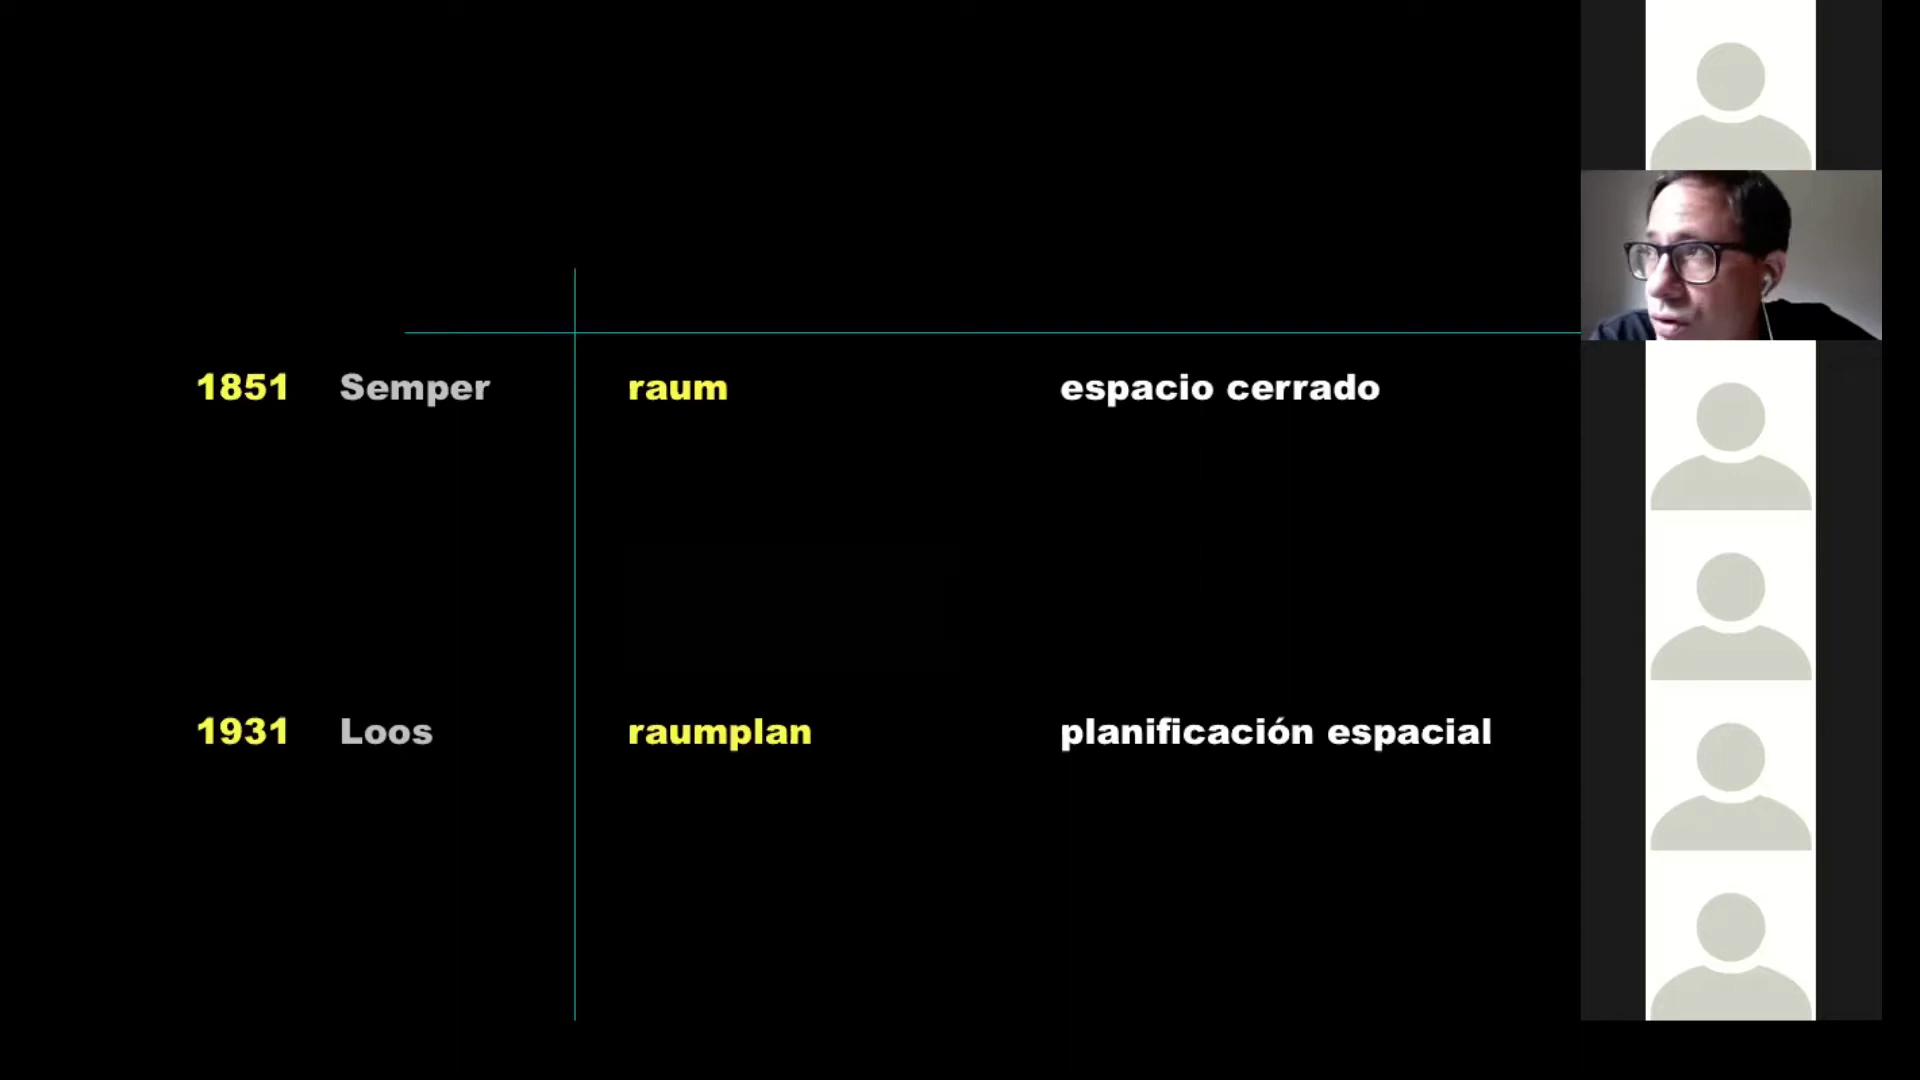 1851 Semper raum espacio cerrado
1931 Loos raumplan planificación espacial